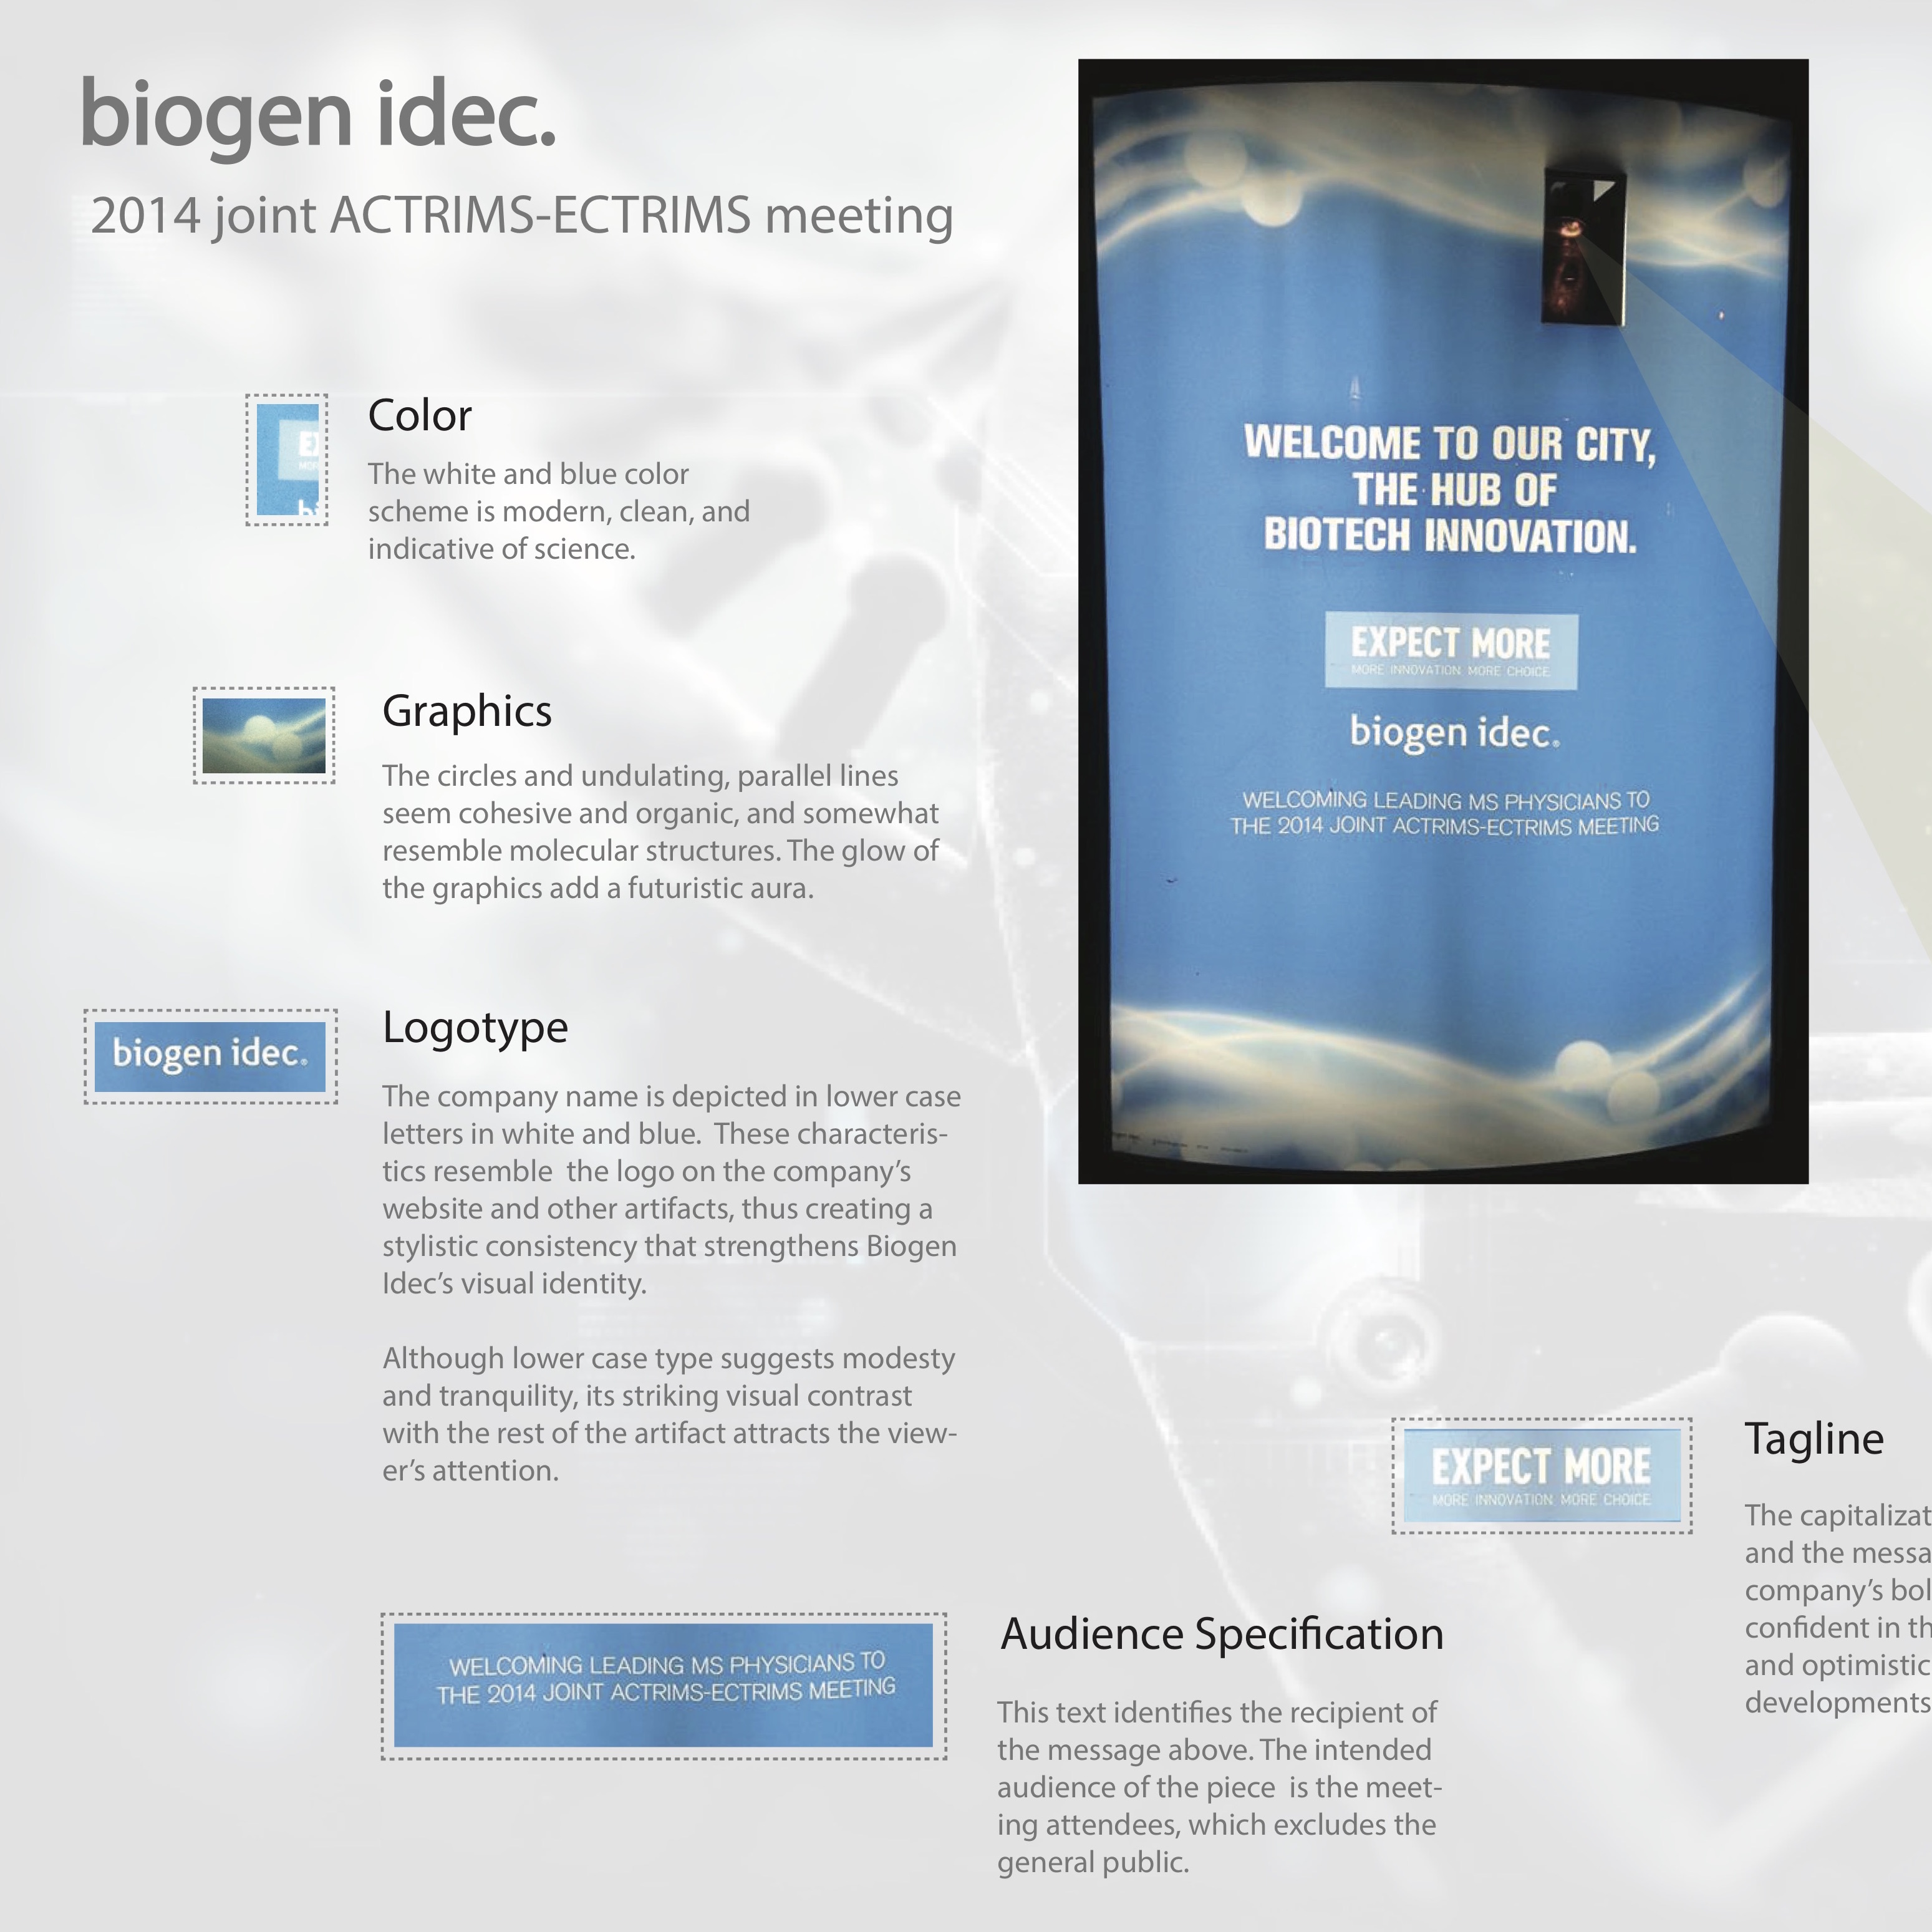 biogen idec.
2014 joint ACTRIMS-ECTRIMS meeting
WELCOME TO OUR CITY,
THE HUB OF
BIOTECH INNOVATION.
EXPECT MORE
MORE INNOVATION MORE CHOICE
biogen idec®
WELCOMING LEADING MS PHYSICIANS TO
THE 2014 JOINT ACTRIMS-ECTRIMS MEETING
Color
The white and blue color
scheme is modern, clean, and
indicative of science.
Graphics
The circles and undulating, parallel lines
seem cohesive and organic, and somewhat
resemble molecular structures. The glow of
the graphics add a futuristic aura.
biogen idec®
Logotype
The company name is depicted in lower case
letters in white and blue.  These characteris-
tics resemble  the logo on the company's
website and other artifacts, thus creating a
stylistic consistency that strengthens Biogen
Idec's visual identity.
Although lower case type suggests modesty
and tranquility, its striking visual contrast
with the rest of the artifact attracts the view-
er's attention.
EXPECT MORE
MORE INNOVATION MORE CHOICE
Tagline
The capitalizat
and the messa
company's bol
confident in th
and optimistic
developments
WELCOMING LEADING MS PHYSICIANS TO
THE 2014 JOINT ACTRIMS-ECTRIMS MEETING
Audience Specification
This text identifies the recipient of
the message above. The intended
audience of the piece  is the meet-
ing attendees, which excludes the
general public.